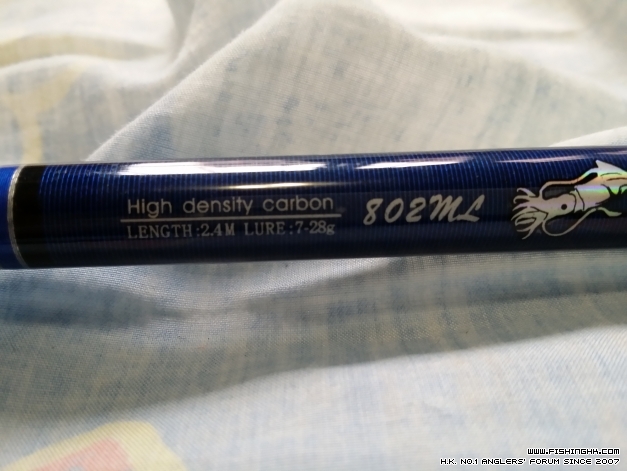 High density carbon
LENGTH:2.4M LURE:7-28g
802ML
www.fishinghk.com
H.K. NO.1 ANGLERS' FORUM SINCE 2007